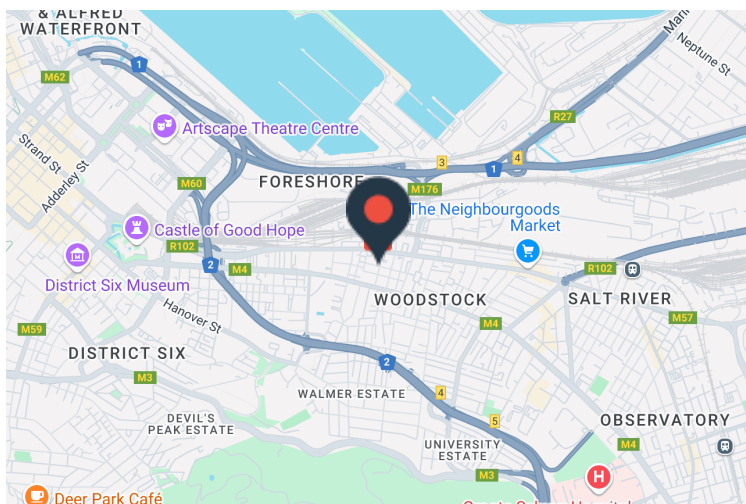 & ALFRED
WATERFRONT
1
M62
Neptune St
R27
Artscape Theatre Centre
Strand St
Adderley St
3
1
4
M60
FORESHORE
M176
The Neighbourgoods
Market
Castle of Good Hope
R102
2
M4
District Six Museum
R102
WOODSTOCK
SALT RIVER
Hanover St
M4
M57
M59
DISTRICT SIX
2
M3
WALMER ESTATE
4
DEVIL'S
PEAK ESTATE
5
OBSERVATORY
UNIVERSITY
ESTATE
M4
M3
H
Deer Park Café